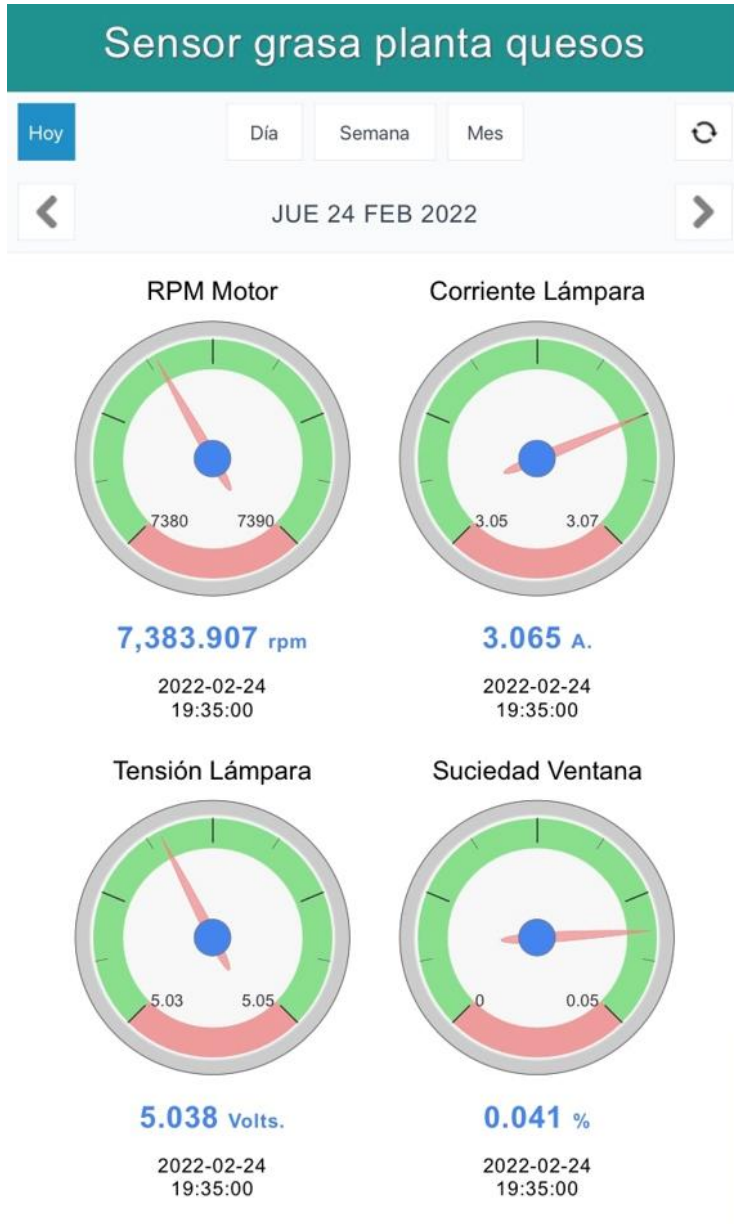 Sensor grasa planta quesos
Hoy
Día
Semana
Mes
JUE 24 FEB 2022
RPM Motor
7380 7390
7,383.907 rpm
2022-02-24
19:35:00
Corriente Lámpara
3.05 3.07
3.065 A.
2022-02-24
19:35:00
Tensión Lámpara
5.03 5.05
5.038 Volts.
2022-02-24
19:35:00
Suciedad Ventana
0 0.05
0.041 %
2022-02-24
19:35:00